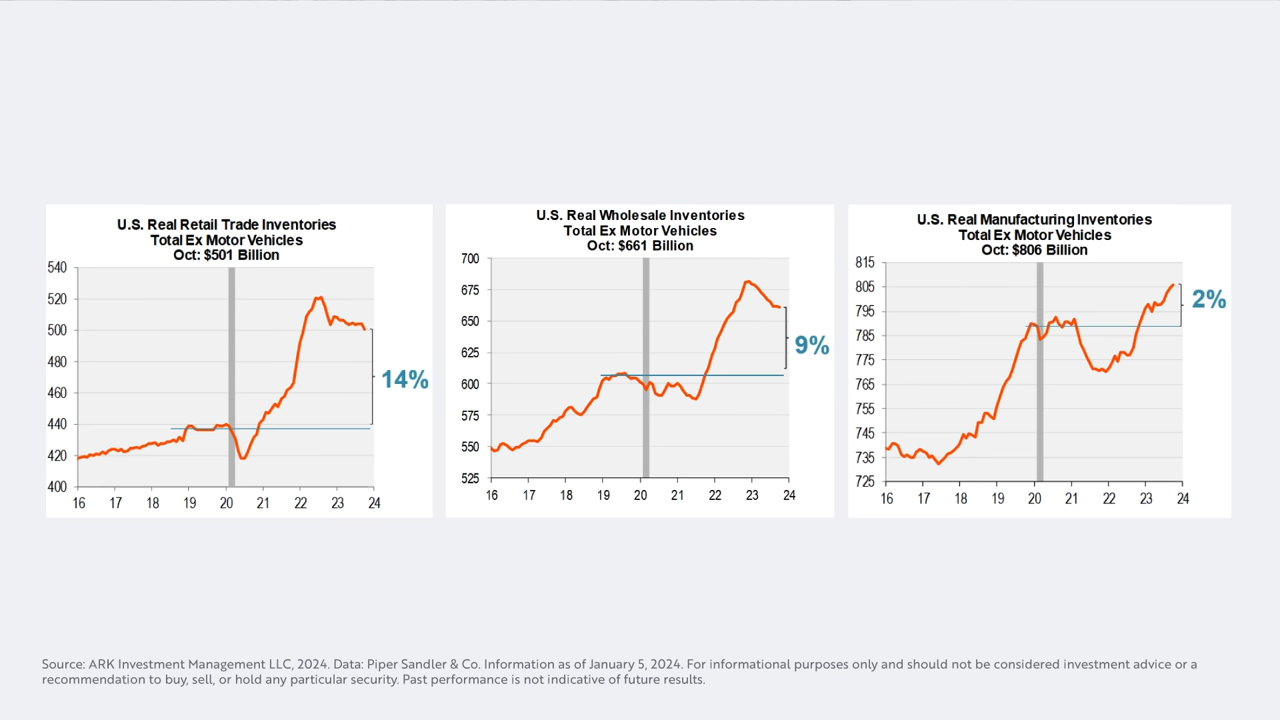 U.S. Real Retail Trade Inventories
Total Ex Motor Vehicles
Oct: $501 Billion
540
520
500
480
460
440
420
400
16 17 18 19 20 21 22 23 24
14%
U.S. Real Wholesale Inventories
Total Ex Motor Vehicles
Oct: $661 Billion
700
675
650
625
600
575
550
525
16 17 18 19 20 21 22 23 24
9%
U.S. Real Manufacturing Inventories
Total Ex Motor Vehicles
Oct: $806 Billion
815
805
795
785
775
765
755
745
735
725
16 17 18 19 20 21 22 23 24
2%
Source: ARK Investment Management LLC, 2024. Data: Piper Sandler & Co. Information as of January 5, 2024. For informational purposes only and should not be considered investment advice or a
recommendation to buy, sell, or hold any particular security. Past performance is not indicative of future results.